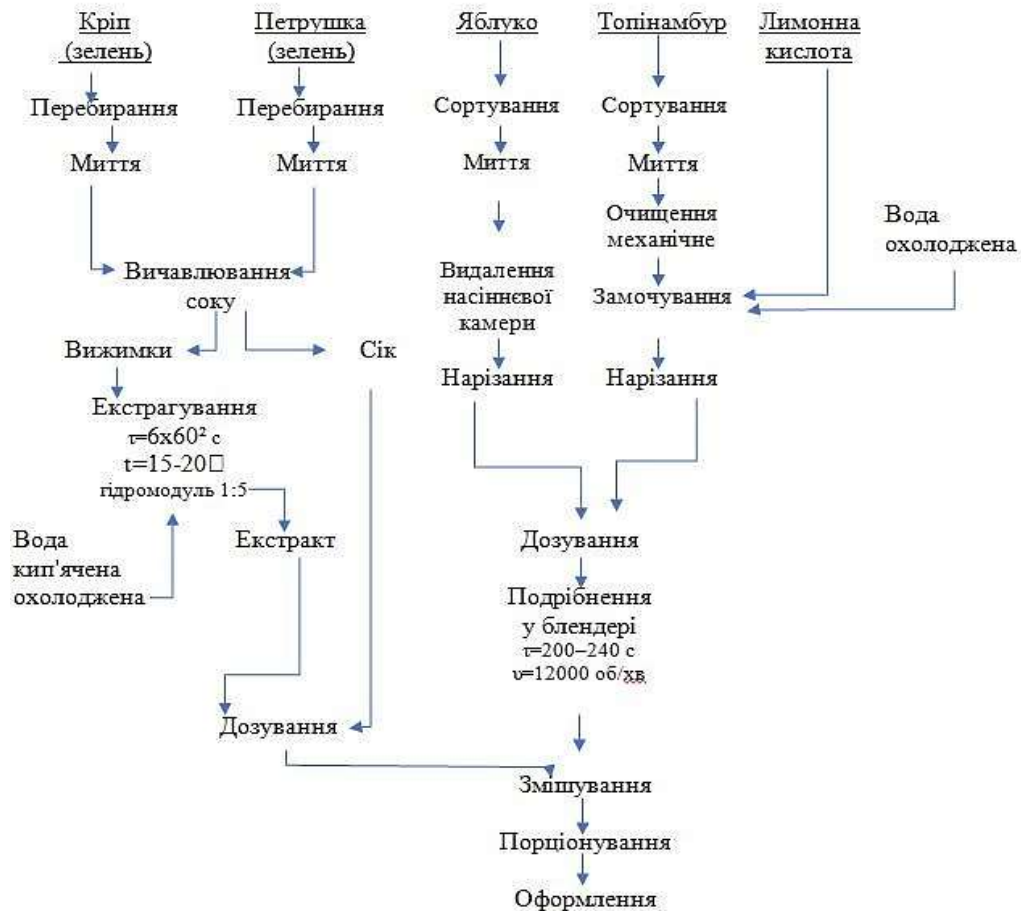 Кріп
(зелень)
Петрушка
(зелень)
Яблуко
Топінамбур
Лимонна
кислота
Перебирання
Перебирання
Сортування
Сортування
Миття
Миття
Миття
Миття
Очищення
механічне
Вода
охолоджена
Вичавлювання
соку
Видалення
насіннєвої
камери
Замочування
Вижимки
Сік
Нарізання
Нарізання
Екстрагування
τ=6х60² с
t=15-20□
гідромодуль 1:5
Вода
кип'ячена
охолоджена
Екстракт
Дозування
Подрібнення
у блендері
τ=200–240 с
υ=12000 об/хв
Дозування
Змішування
Порціонування
Оформлення